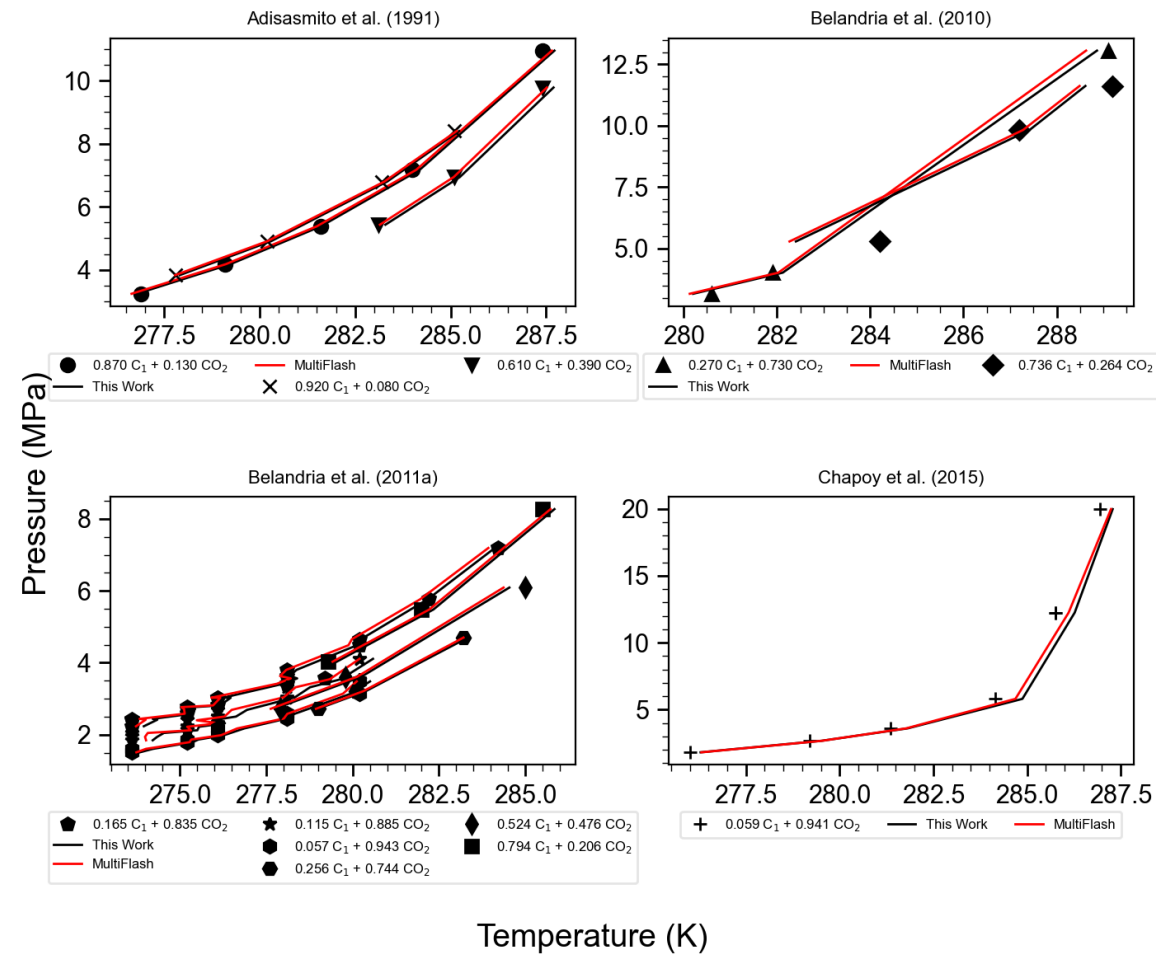 Adisasmito et al. (1991)
Belandria et al. (2010)
10
8
6
4
277.5 280.0 282.5 285.0 287.5
12.5
10.0
7.5
5.0
280 282 284 286 288
0.870 C₁ + 0.130 CO₂ MultiFlash 0.610 C₁ + 0.390 CO₂
This Work 0.920 C₁ + 0.080 CO₂
0.270 C₁ + 0.730 CO₂ MultiFlash 0.736 C₁ + 0.264 CO₂
This Work
Pressure (MPa)
Belandria et al. (2011a)
Chapoy et al. (2015)
8
6
4
2
275.0 277.5 280.0 282.5 285.0
20
15
10
5
277.5 280.0 282.5 285.0 287.5
0.165 C₁ + 0.835 CO₂ 0.115 C₁ + 0.885 CO₂ 0.524 C₁ + 0.476 CO₂
This Work 0.057 C₁ + 0.943 CO₂ 0.794 C₁ + 0.206 CO₂
MultiFlash 0.256 C₁ + 0.744 CO₂
0.059 C₁ + 0.941 CO₂ This Work MultiFlash
Temperature (K)